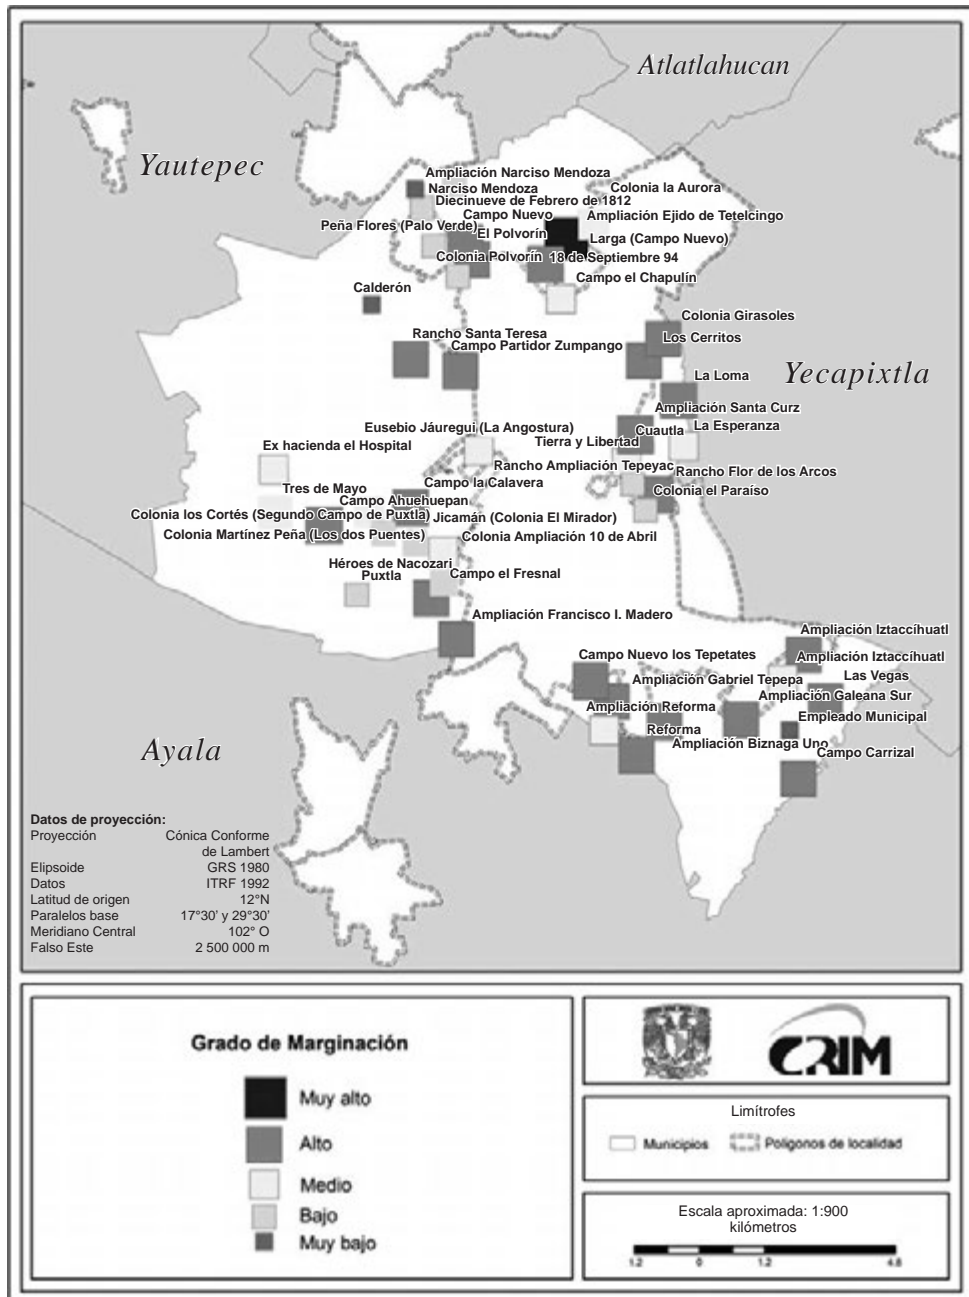 Atlatlahucan
Yautepec
Ampliación Narciso Mendoza
Narciso Mendoza
Colonia la Aurora
Diecinueve de Febrero de 1812
Campo Nuevo
Ampliación Ejido de Tetelcingo
Peña Flores (Palo Verde)
El Polvorín
Larga (Campo Nuevo)
Colonia Polvorín
18 de Septiembre 94
Campo el Chapulín
Calderón
Colonia Girasoles
Rancho Santa Teresa
Los Cerritos
Campo Partidor Zumpango
Yecapixtla
La Loma
Ampliación Santa Curz
Eusebio Jáuregui (La Angostura)
Cuautla
La Esperanza
Ex hacienda el Hospital
Tierra y Libertad
Rancho Ampliación Tepeyac
Rancho Flor de los Arcos
Tres de Mayo
Campo la Calavera
Colonia el Paraíso
Campo Ahuehuepan
Colonia los Cortés (Segundo Campo de Puxtla)
Jicamán (Colonia El Mirador)
Colonia Martínez Peña (Los dos Puentes)
Colonia Ampliación 10 de Abril
Héroes de Nacozari
Puxtla
Campo el Fresnal
Ampliación Francisco I. Madero
Ampliación Iztaccíhuatl
Campo Nuevo los Tepetates
Ampliación Iztaccíhuatl
Ampliación Gabriel Tepepa
Las Vegas
Ampliación Galeana Sur
Ampliación Reforma
Empleado Municipal
Reforma
Ampliación Biznaga Uno
Campo Carrizal
Ayala
Datos de proyección:
Proyección Cónica Conforme
de Lambert
Elipsoide GRS 1980
Datos ITRF 1992
Latitud de origen 12°N
Paralelos base 17°30’ y 29°30’
Meridiano Central 102° O
Falso Este 2 500 000 m
Grado de Marginación
Muy alto
Alto
Medio
Bajo
Muy bajo
CRIM
Limítrofes
Municipios Polígonos de localidad
Escala aproximada: 1:900
kilómetros
1.2 0 1.2 4.8